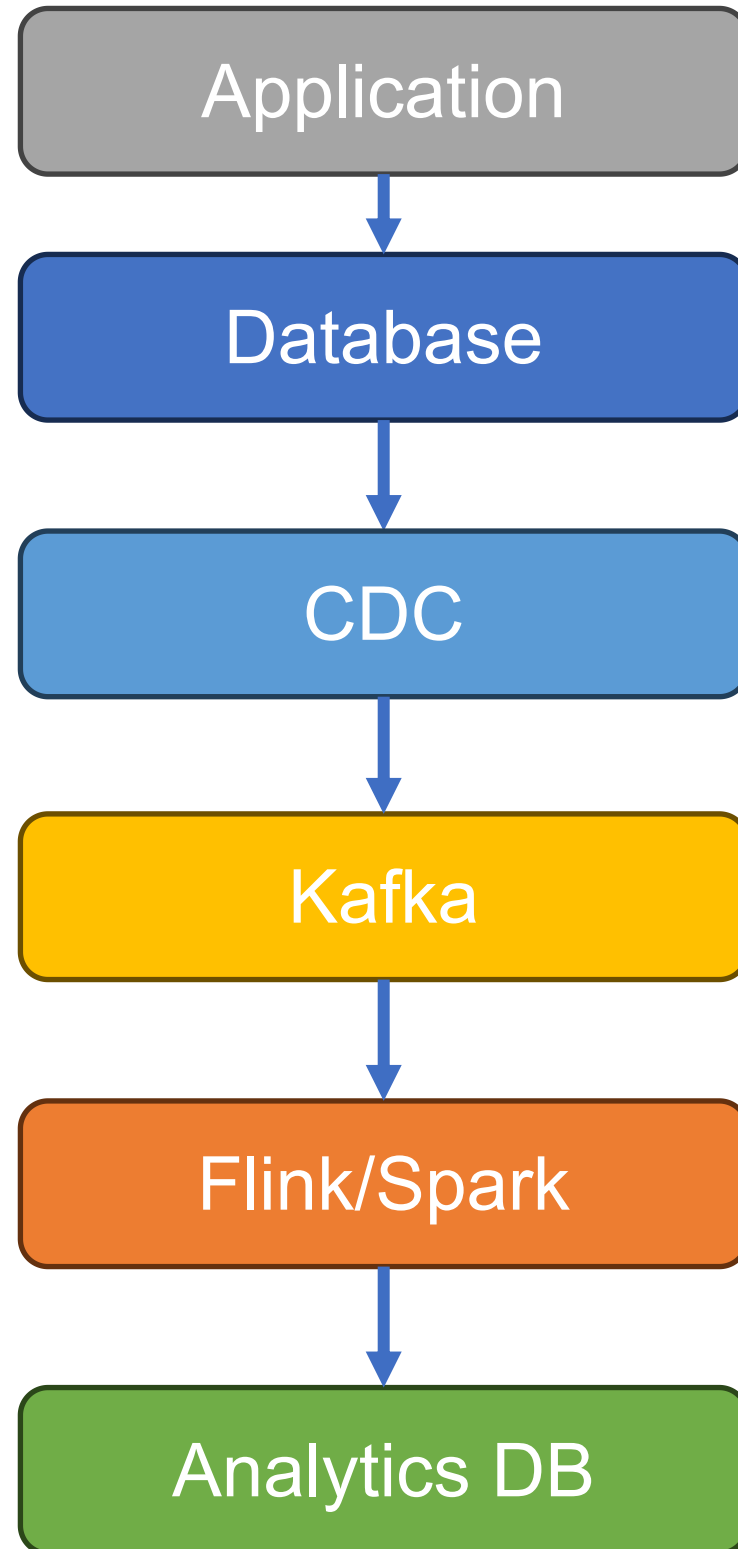 Application
Database
CDC
Kafka
Flink/Spark
Analytics DB